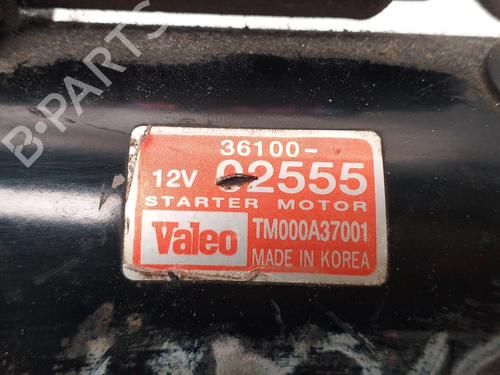 B-PARTS
36100-
12V 02555
STARTER MOTOR
Valeo TM000A37001
MADE IN KOREA